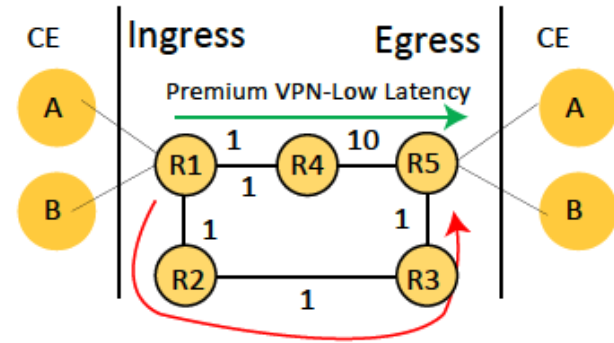 CE Ingress Egress CE
Premium VPN-Low Latency
A A
1 10
R1 R4 R5
1
B B
1 1
R2 R3
1